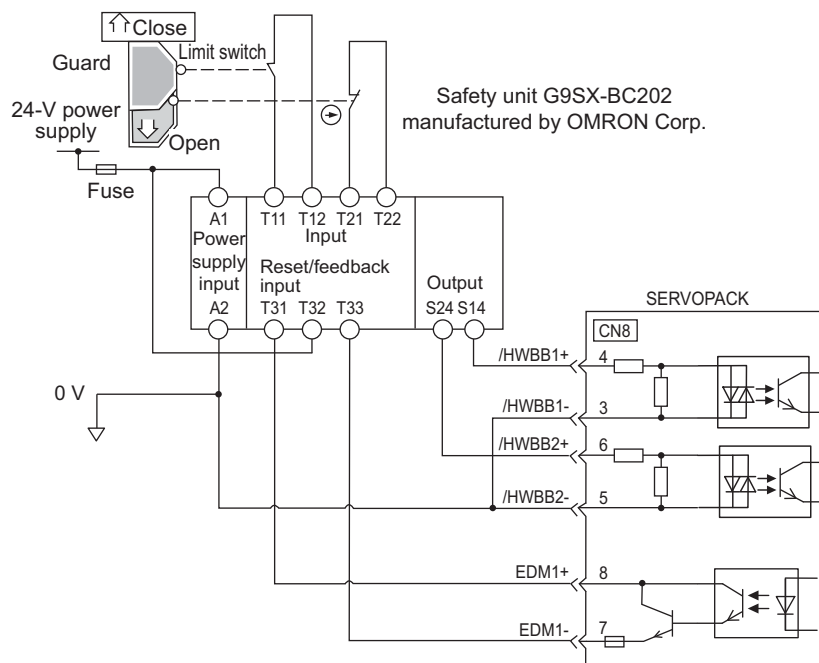 Close
Limit switch
Guard
24-V power
supply
Open
Fuse
Safety unit G9SX-BC202
manufactured by OMRON Corp.
A1
T11
T12
T21
T22
Power
supply
input
Input
Reset/feedback
input
Output
A2
T31
T32
T33
S24
S14
SERVOPACK
CN8
/HWBB1+
4
0 V
/HWBB1-
3
/HWBB2+
6
/HWBB2-
5
EDM1+
8
EDM1-
7